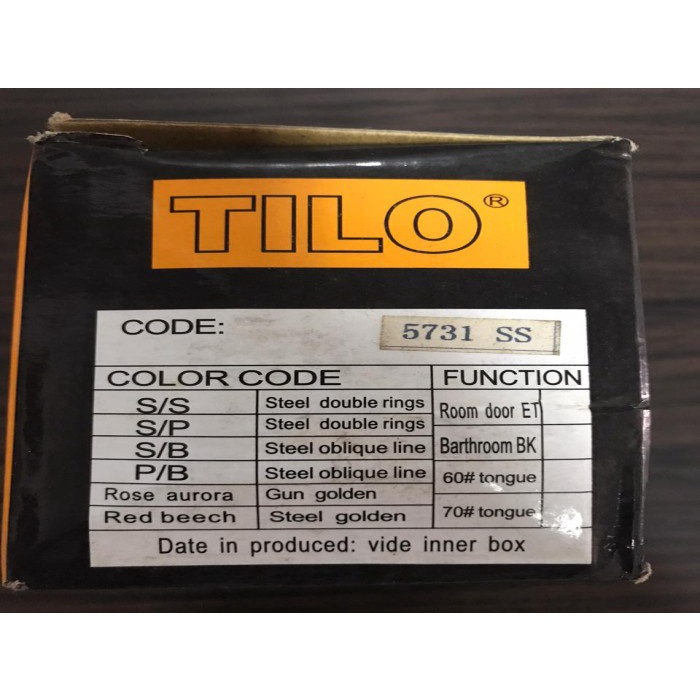 TILO®
CODE: 5731 SS
COLOR CODE FUNCTION
S/S Steel double rings Room door ET
S/P Steel double rings
S/B Steel oblique line Barthroom BK
P/B Steel oblique line 60# tongue
Rose aurora Gun golden
Red beech Steel golden 70# tongue
Date in produced: vide inner box